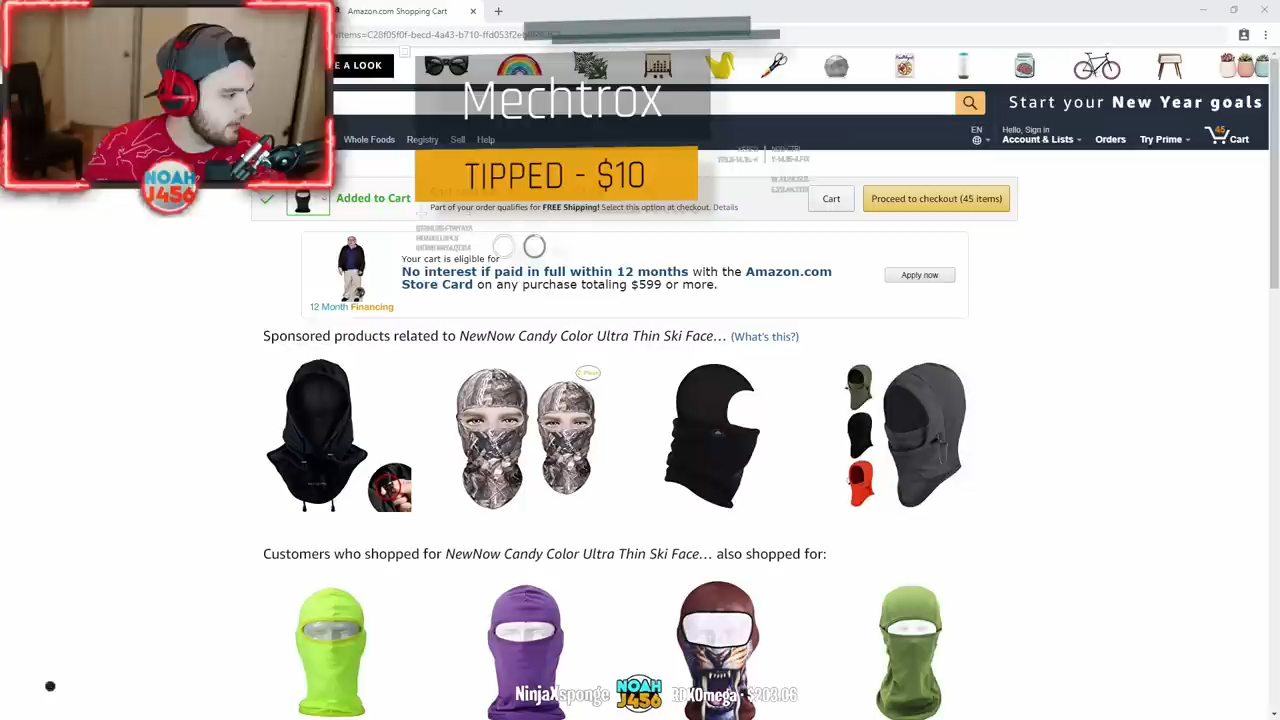 Amazon.com Shopping Cart
E A LOOK
Mechtrox
TIPPED - $10
Start your New Year goals
Whole Foods Registry Sell Help
EN
Hello, Sign in
Account & Lists
Orders
Try Prime
45
Cart
NOAH
J456
Added to Cart
Part of your order qualifies for FREE Shipping! Select this option at checkout. Details
Cart
Proceed to checkout (45 items)
Your cart is eligible for
No interest if paid in full within 12 months with the Amazon.com
Store Card on any purchase totaling $599 or more.
Apply now
12 Month Financing
Sponsored products related to NewNow Candy Color Ultra Thin Ski Face… (What's this?)
Customers who shopped for NewNow Candy Color Ultra Thin Ski Face… also shopped for:
NinjaXsponge
NOAH
J456
RDXOmega - $203.06